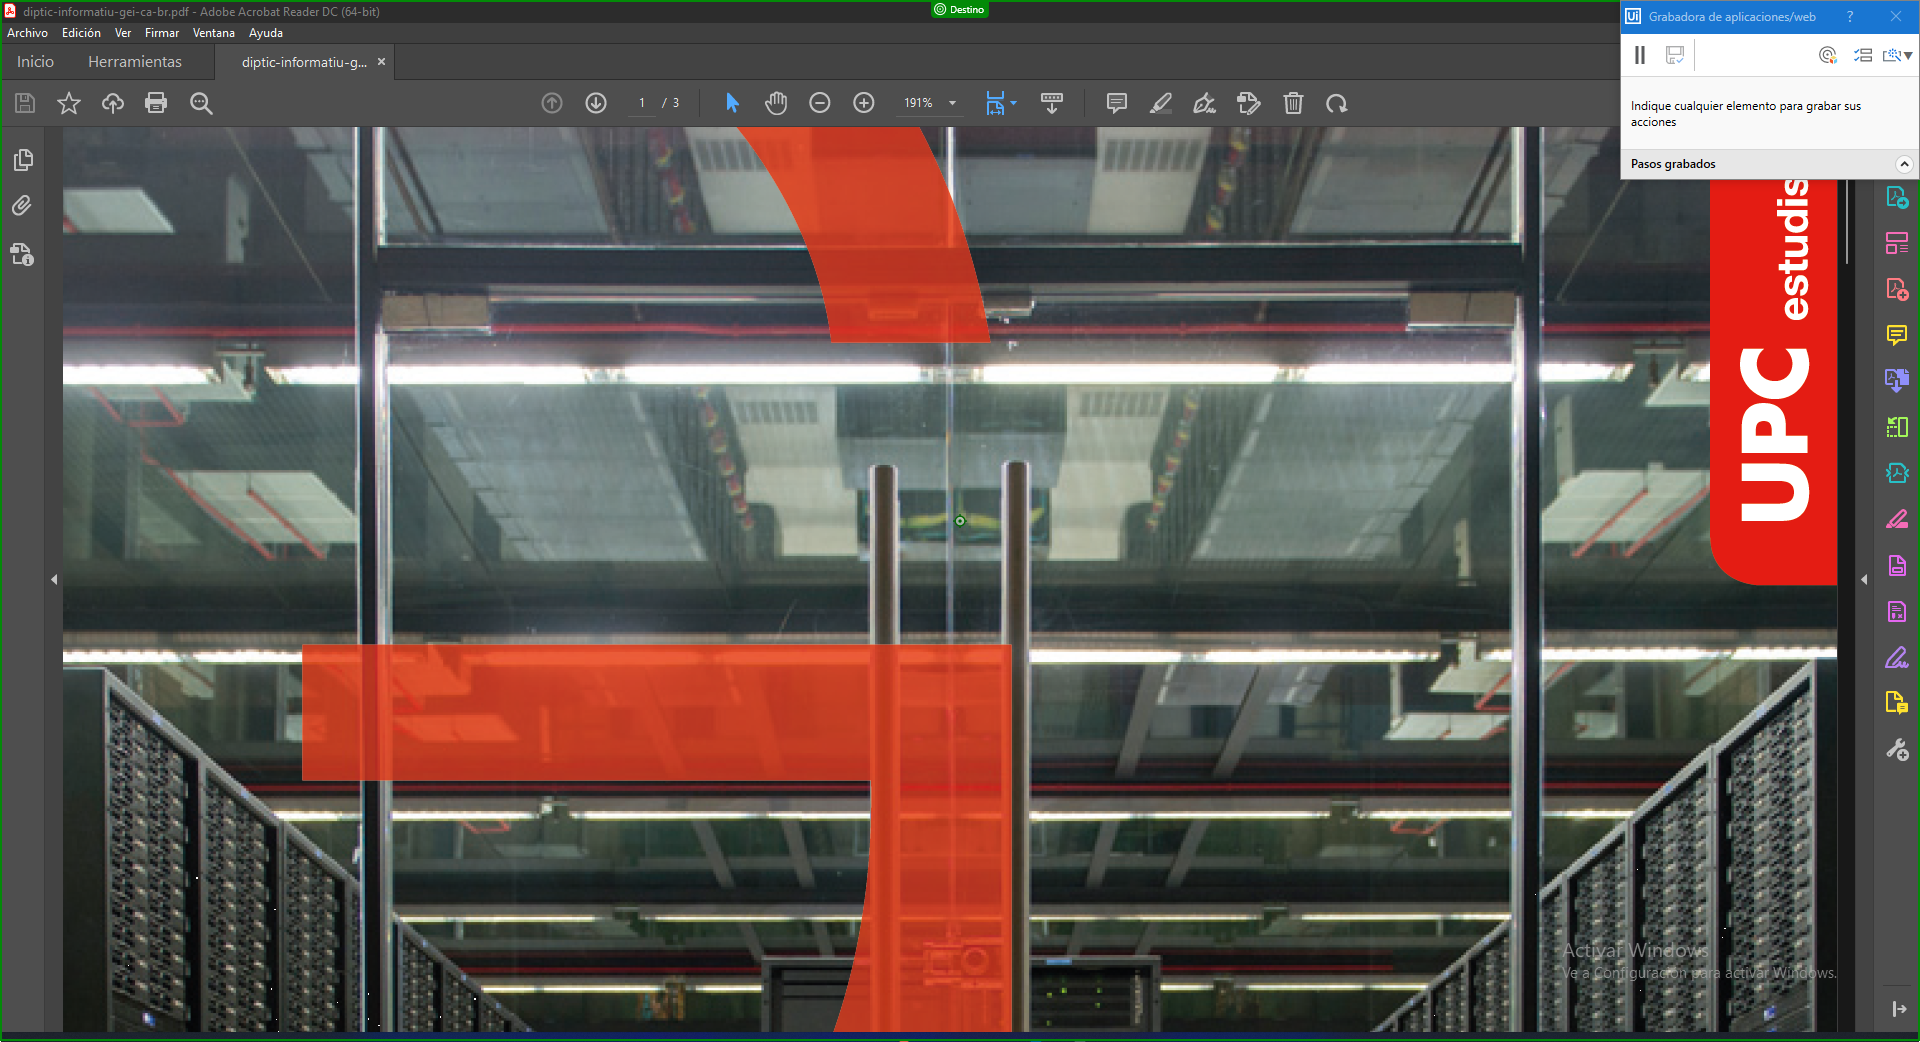 diptic-informatiu-gei-ca-br.pdf - Adobe Acrobat Reader DC (64-bit)
Destino
Ui Grabadora de aplicaciones/web ?
Archivo Edición Ver Firmar Ventana Ayuda
Inicio Herramientas diptic-informatiu-g... ×
1 / 3 191%
Indique cualquier elemento para grabar sus
acciones
Pasos grabados
UPC estudis
Activar Windows
Ve a Configuración para activar Windows.